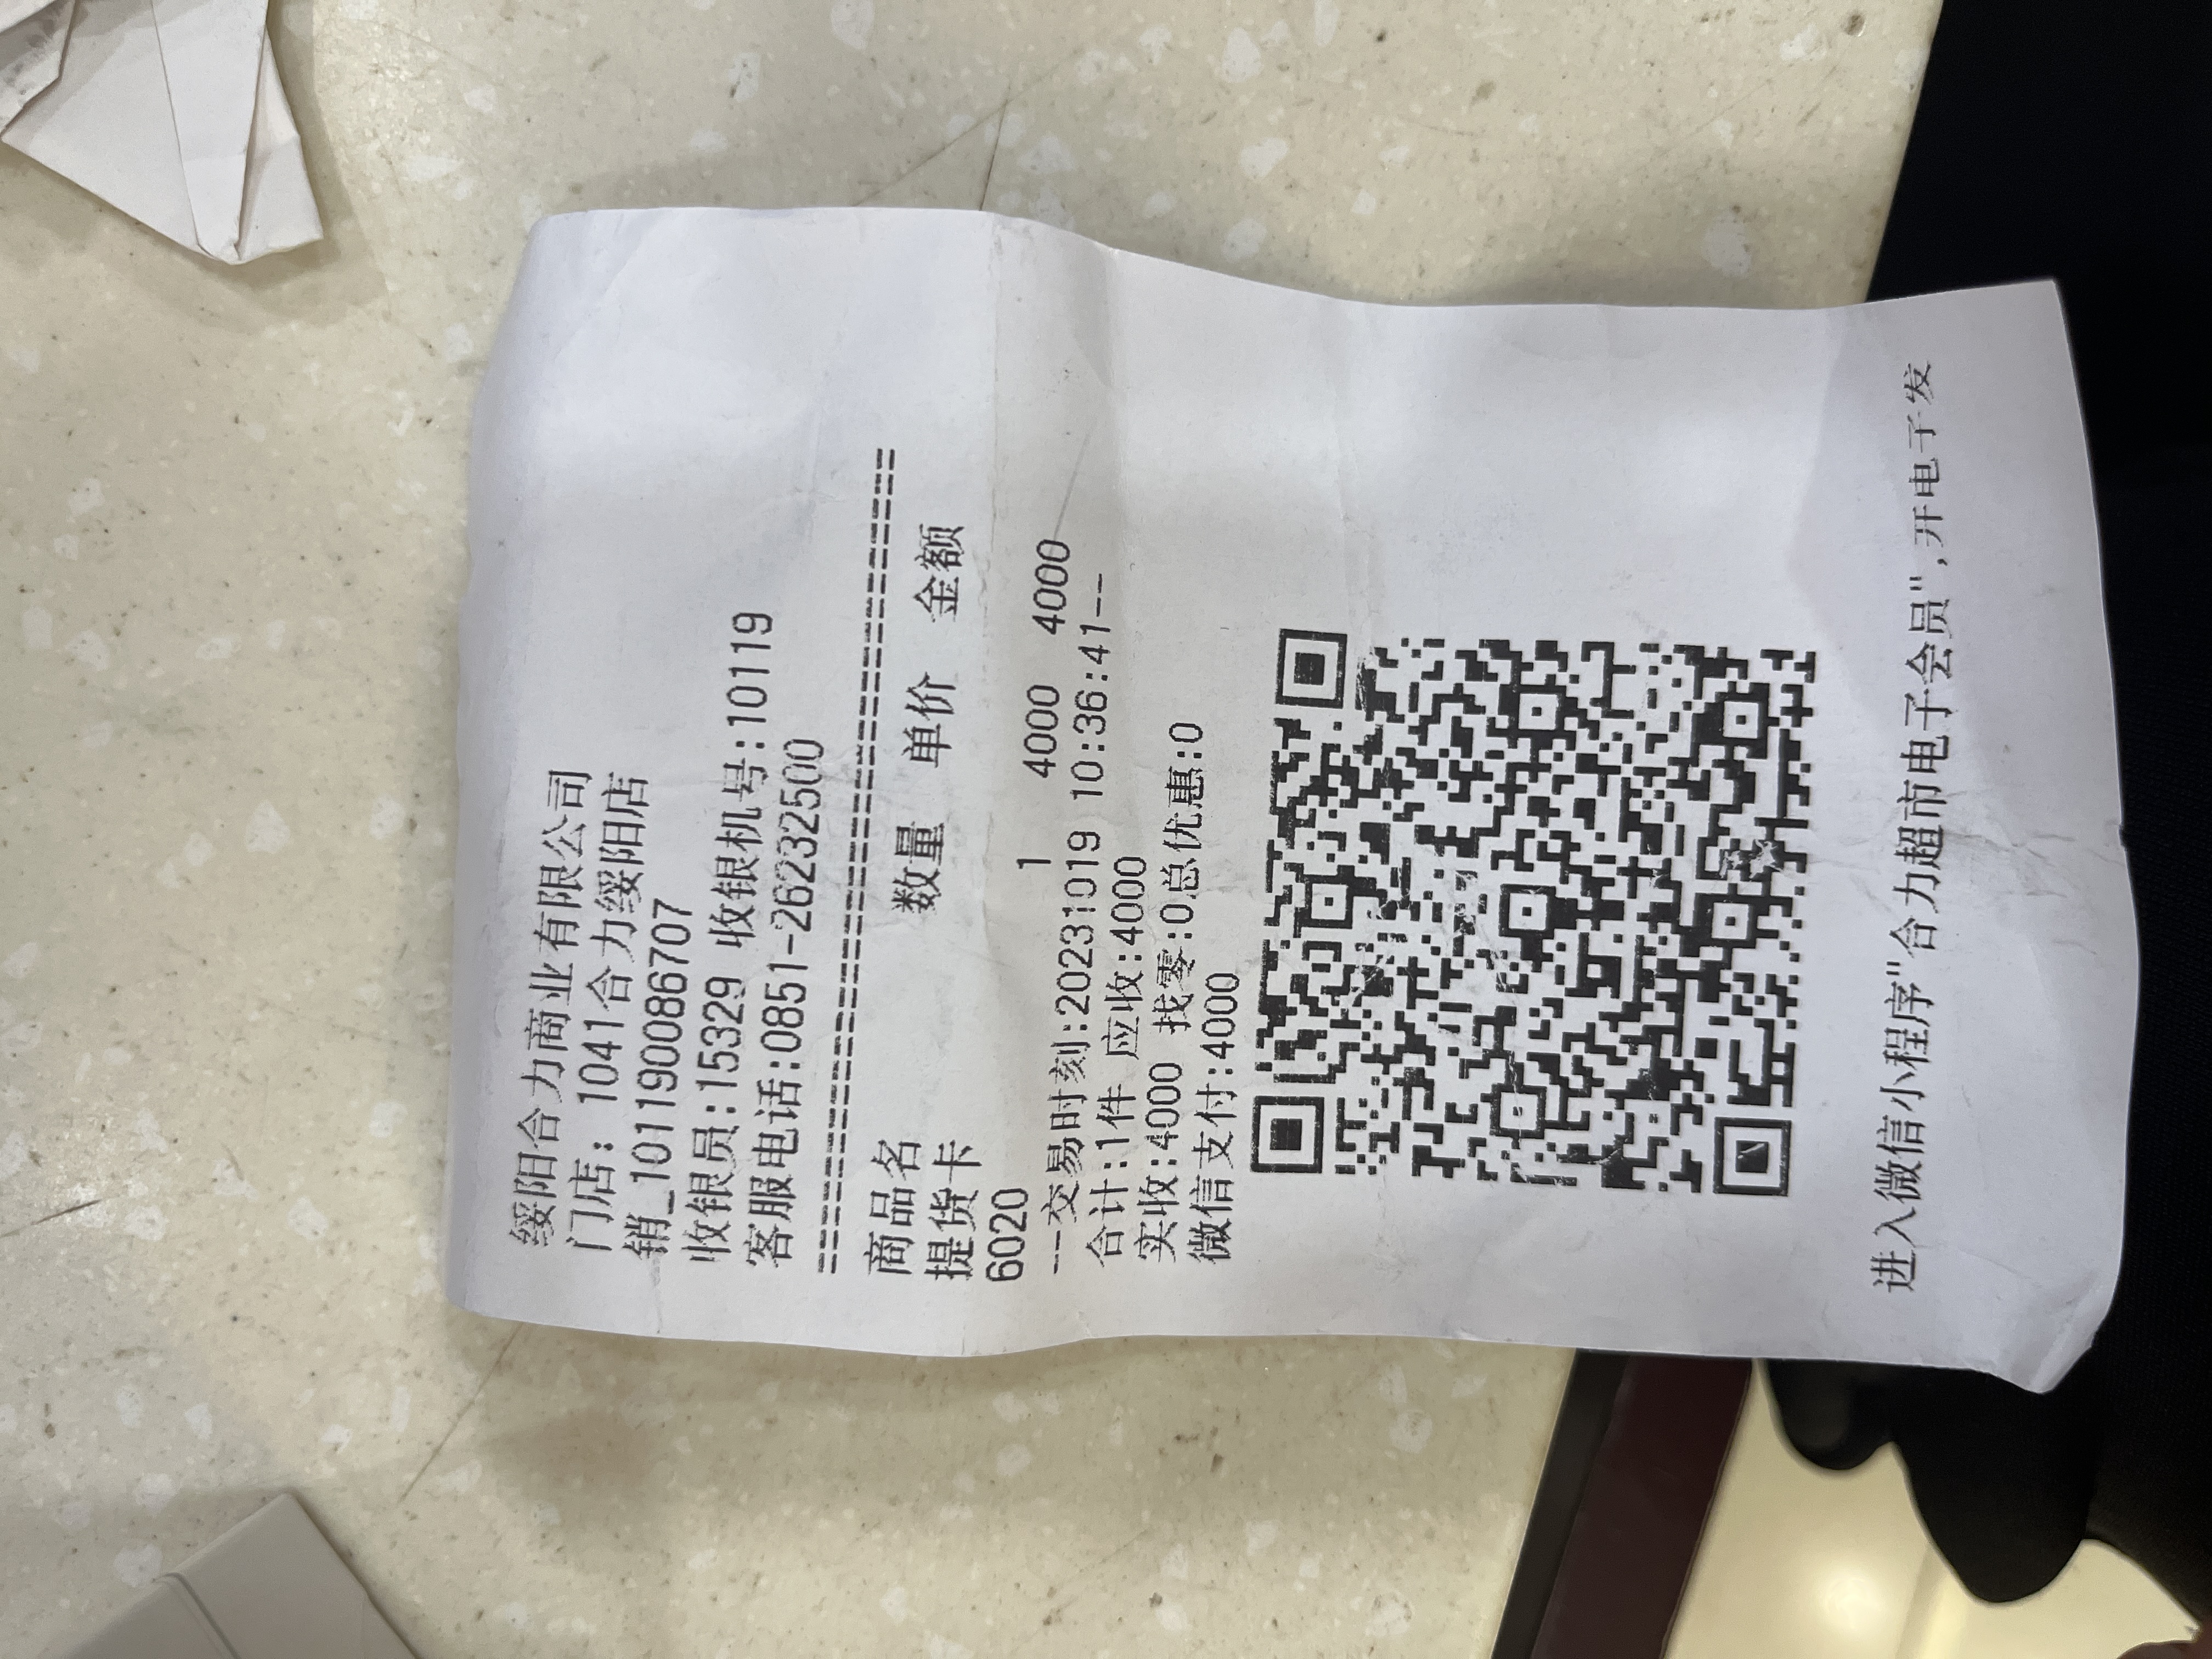 绥阳合力商业有限公司
门店: 1041合力绥阳店
销_101190086707
收银员:15329 收银机号:10119
客服电话:0851-26232500
==========================================
商品名 数量 单价 金额
提货卡
6020 1 4000 4000
--交易时刻:20231019 10:36:41--
合计:1件 应收:4000
实收:4000 找零:0总优惠:0
微信支付:4000
进入微信小程序"合力超市电子会员",开电子发